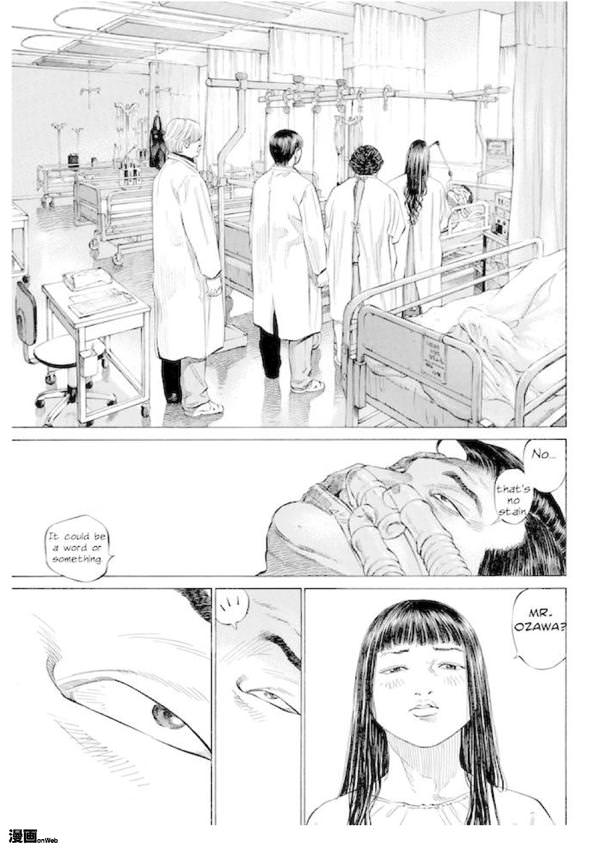 No...
that's
no
stain
It could be
a word or
something
MR.
OZAWA?
漫画onWeb